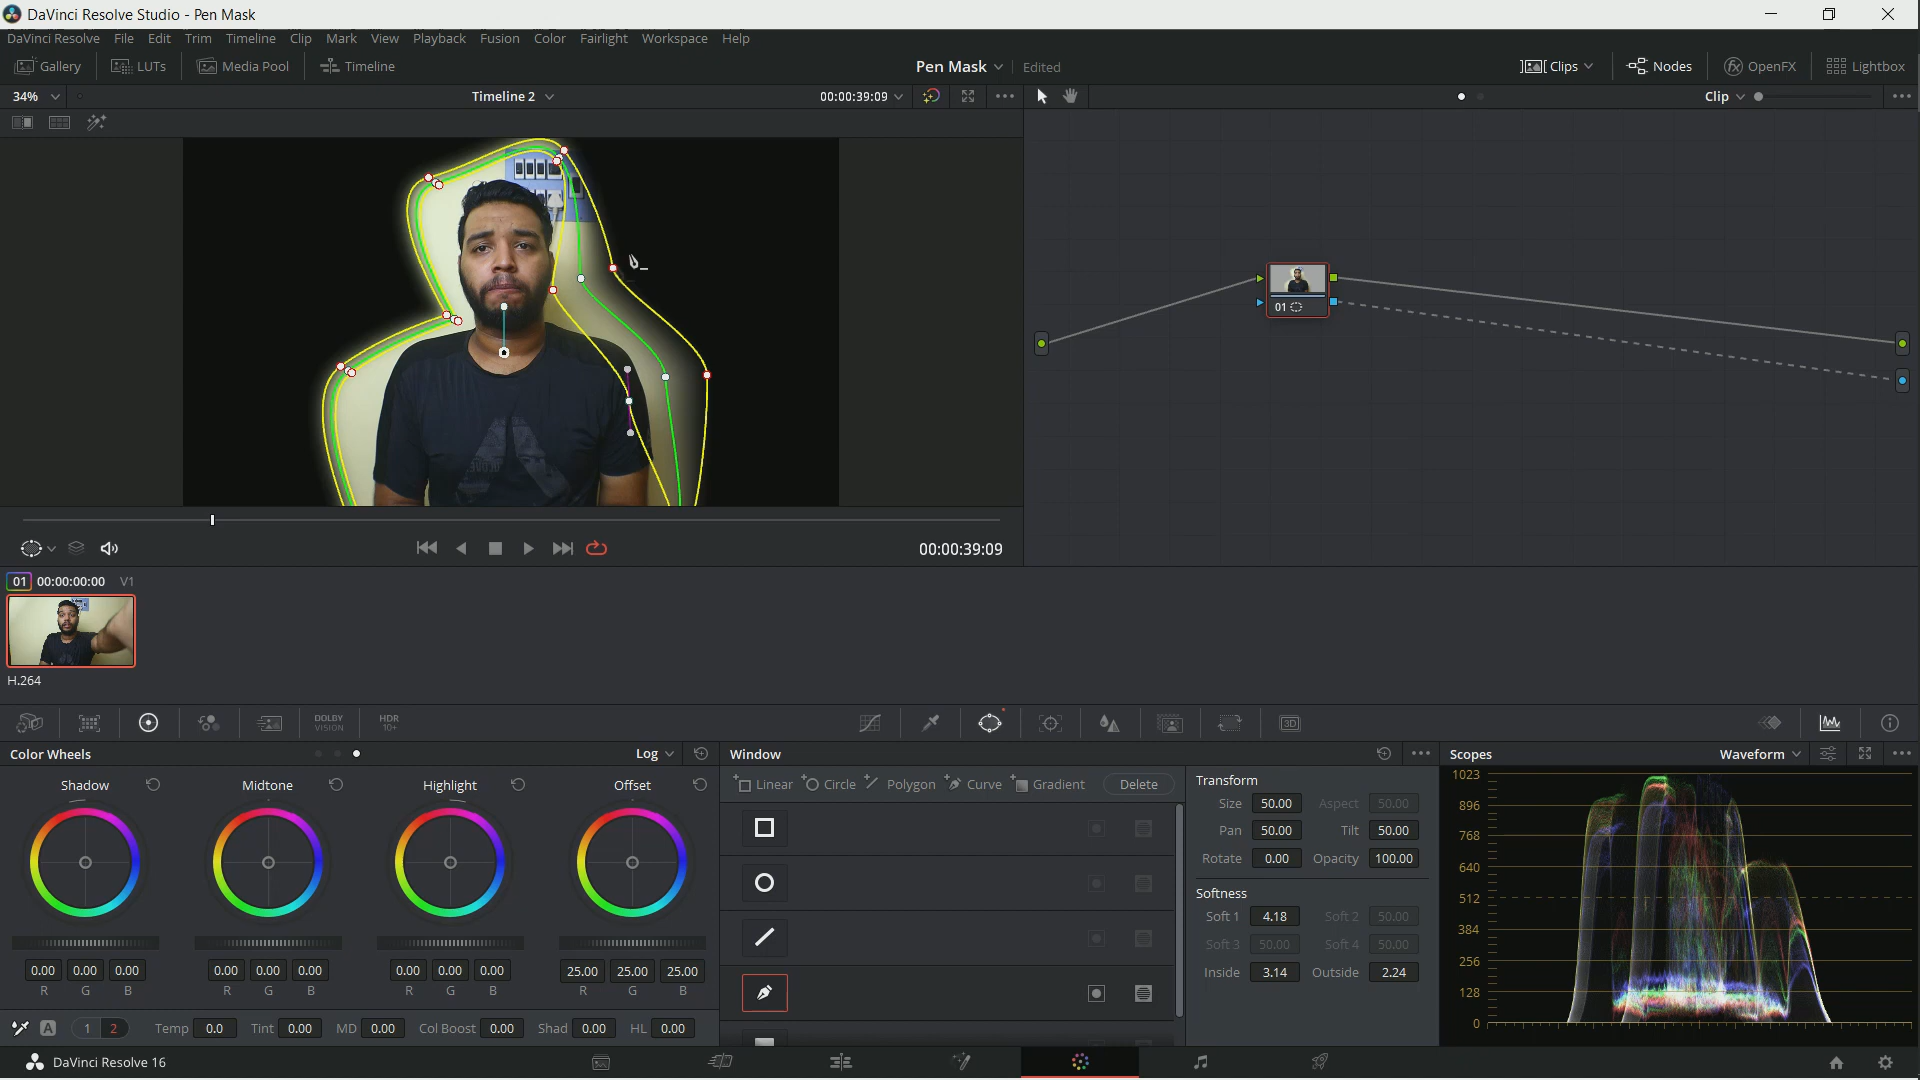 DaVinci Resolve Studio - Pen Mask
DaVinci Resolve File Edit Trim Timeline Clip Mark View Playback Fusion Color Fairlight Workspace Help
Gallery LUTs Media Pool Timeline Pen Mask Edited Clips Nodes OpenFX Lightbox
34% Timeline 2 00:00:39:09 Clip
01
00:00:39:09
01 00:00:00:00 V1
H.264
DOLBY VISION HDR 10+ 3D
Color Wheels Log Window Scopes Waveform
Shadow Midtone Highlight Offset
Linear Circle Polygon Curve Gradient Delete
Transform
Size 50.00 Aspect 50.00
Pan 50.00 Tilt 50.00
Rotate 0.00 Opacity 100.00
Softness
Soft 1 4.18 Soft 2 50.00
Soft 3 50.00 Soft 4 50.00
Inside 3.14 Outside 2.24
1023
896
768
640
512
384
256
128
0
0.00 0.00 0.00 0.00 0.00 0.00 0.00 0.00 0.00 25.00 25.00 25.00
R G B R G B R G B R G B
A 1 2 Temp 0.0 Tint 0.00 MD 0.00 Col Boost 0.00 Shad 0.00 HL 0.00
DaVinci Resolve 16